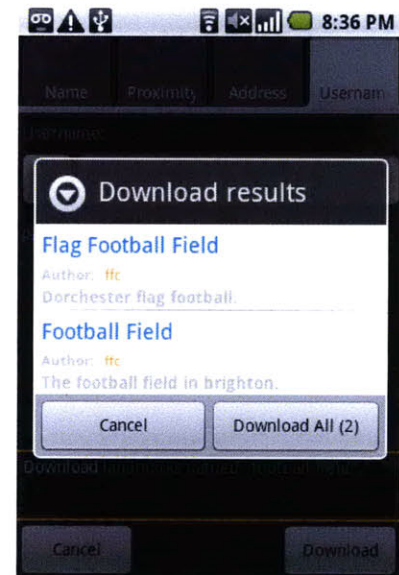 8:36 PM
Name Proximity Address Usernam
Username:
Download results
Flag Football Field
Author: ffc
Dorchester flag football.
Football Field
Author: ffc
The football field in brighton.
Cancel Download All (2)
Download landmarks named "football field"
Cancel Download